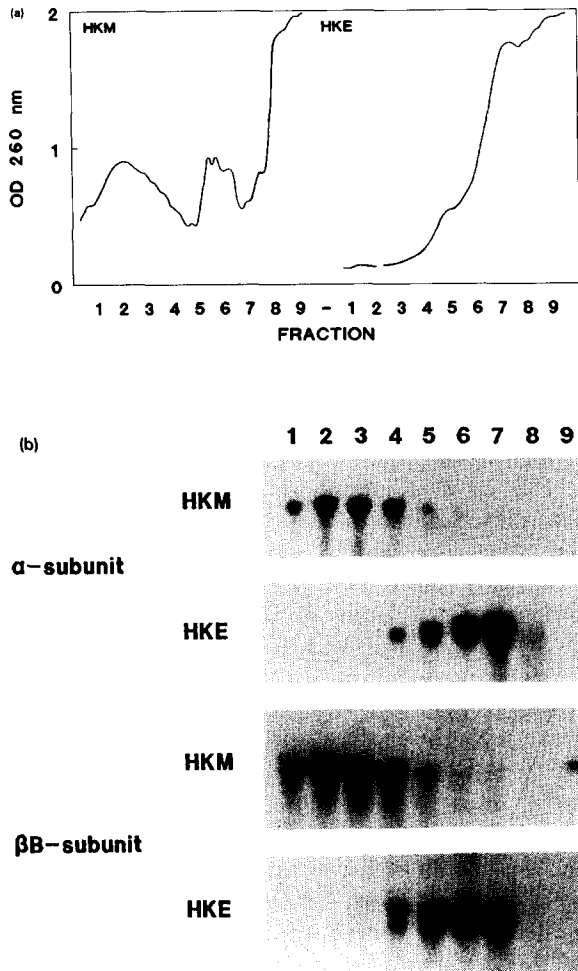 (a)
HKM HKE
2
1
0
OD 260 nm
1 2 3 4 5 6 7 8 9 – 1 2 3 4 5 6 7 8 9
FRACTION
(b)
1 2 3 4 5 6 7 8 9
HKM
α-subunit
HKE
HKM
βB-subunit
HKE